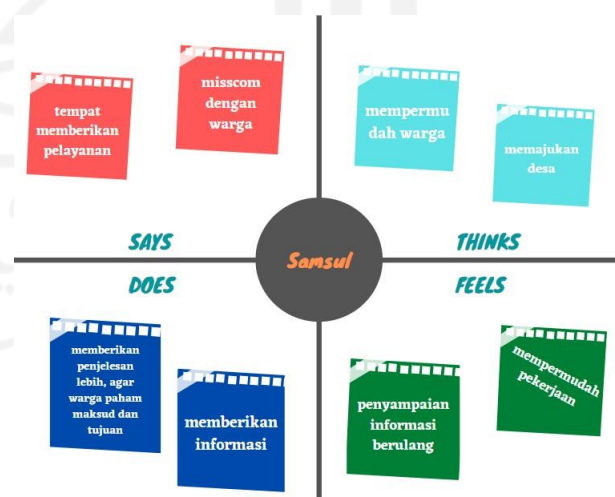 tempat
memberikan
pelayanan
misscom
dengan
warga
mempermu
dah warga
memajukan
desa
SAYS
THINKS
Samsul
DOES
FEELS
memberikan
penjelesan
lebih, agar
warga paham
maksud dan
tujuan
memberikan
informasi
penyampaian
informasi
berulang
mempermudah
pekerjaan